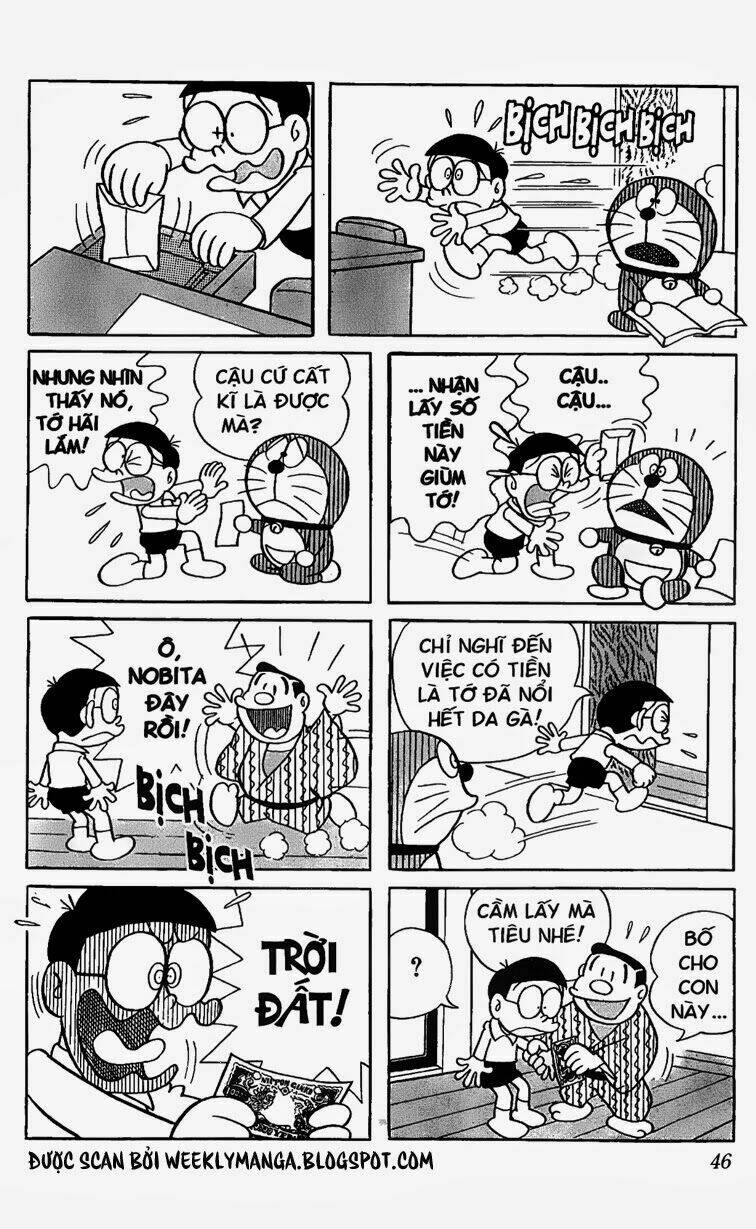 BỊCH BỊCH BỊCH
CẬU..
CẬU...
... NHẬN
LẤY SỐ
TIỀN
NÀY
GIÙM
TỚ!
CẬU CỨ CẤT
KĨ LÀ ĐƯỢC
MÀ?
NHƯNG NHÌN
THẤY NÓ,
TỚ HÃI
LẮM!
CHỈ NGHĨ ĐẾN
VIỆC CÓ TIỀN
LÀ TỚ ĐÃ NỔI
HẾT DA GÀ!
Ô,
NOBITA
ĐÂY
RỒI!
BỊCH
BỊCH
BỐ
CHO
CON
NÀY...
CẦM LẤY MÀ
TIÊU NHÉ!
?
TRỜI
ĐẤT!
ĐƯỢC SCAN BỞI WEEKLYMANGA.BLOGSPOT.COM
46